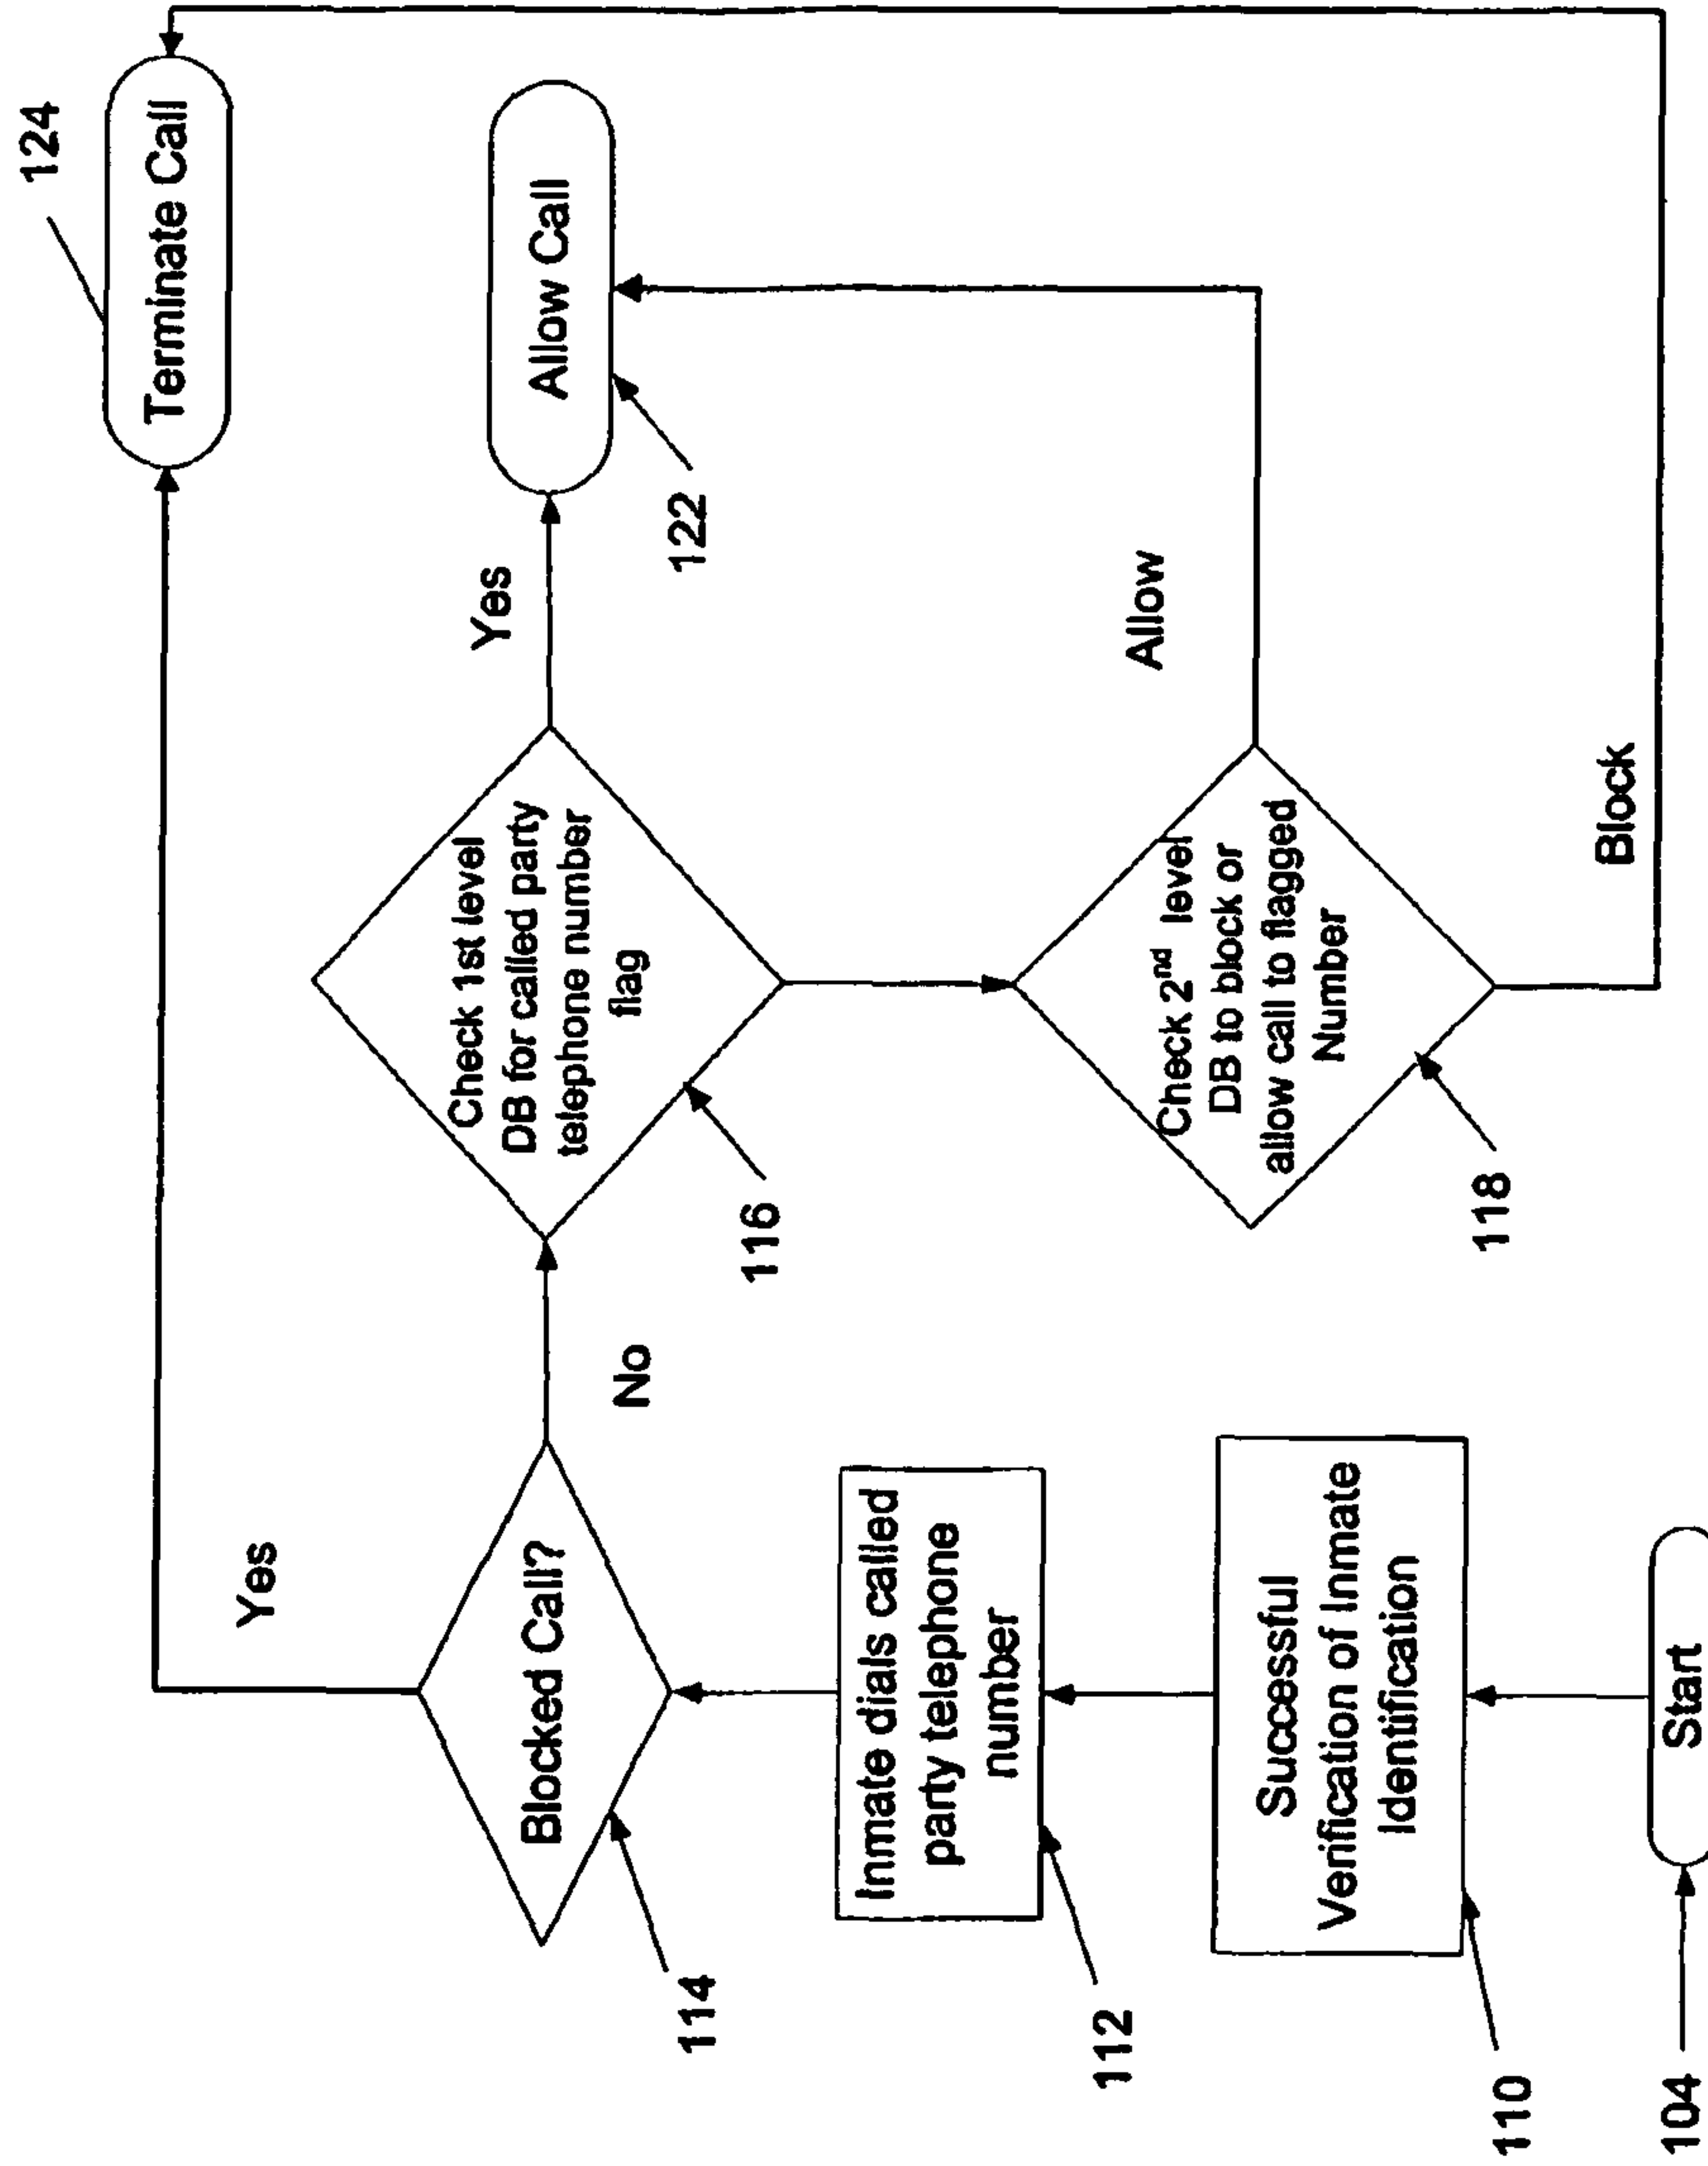 104
Start
110
Successful
Verification of Inmate
Identification
112
Inmate dials called
party telephone
number
114
Blocked Call?
Yes
No
116
Check 1st level
DB for called party
telephone number
flag
Yes
122
Allow Call
118
Check 2nd level
DB to block or
allow call to flagged
Number
Allow
Block
124
Terminate Call